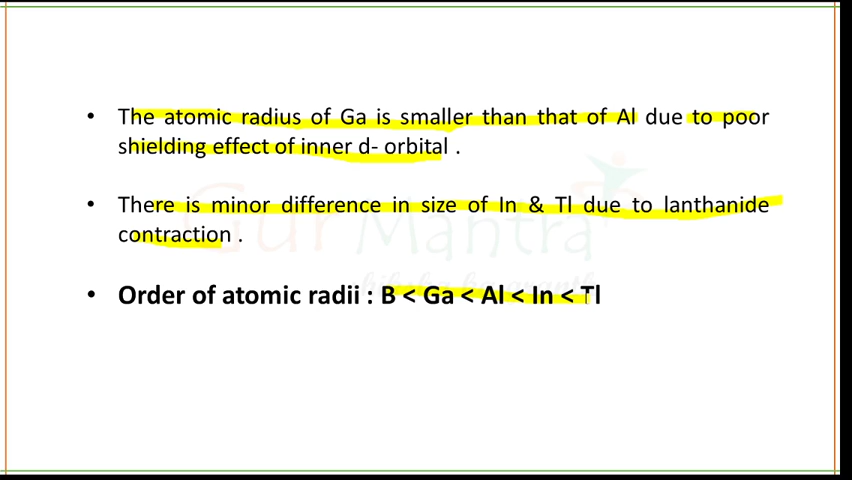 • The atomic radius of Ga is smaller than that of Al due to poor
shielding effect of inner d- orbital .
• There is minor difference in size of In & Tl due to lanthanide
contraction .
• Order of atomic radii : B < Ga < Al < In < Tl
Gur Mantra